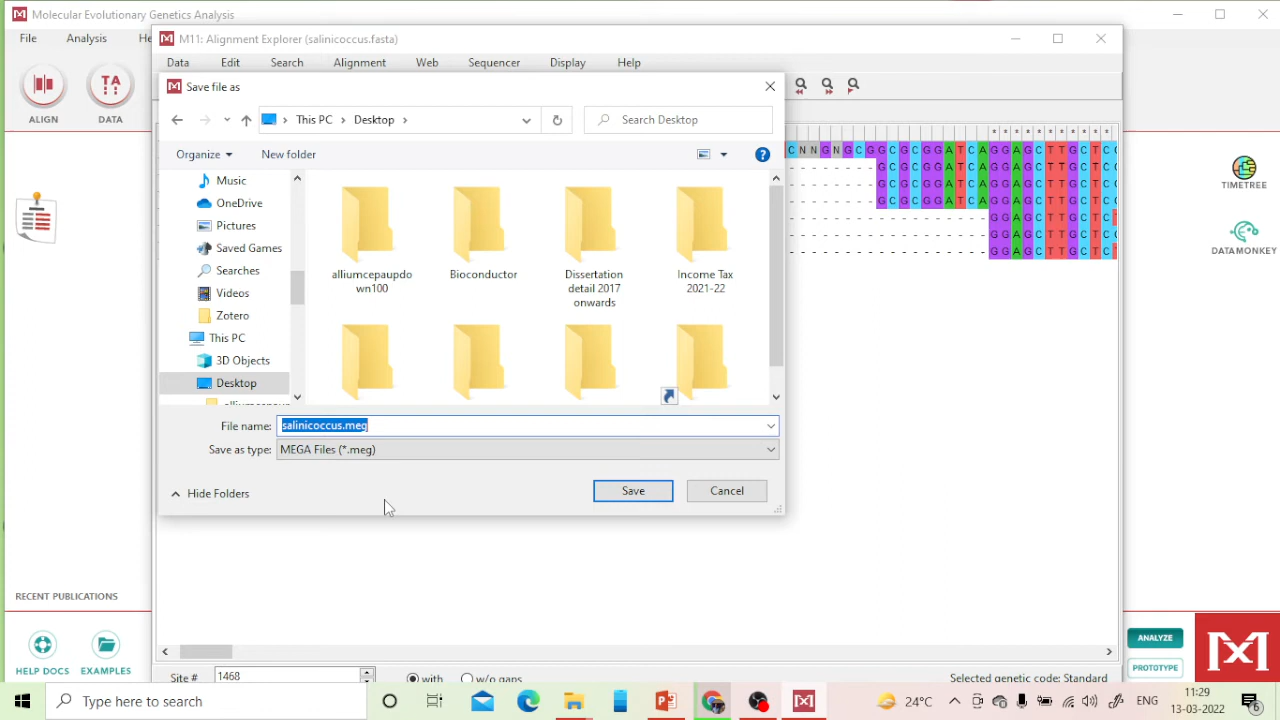 Molecular Evolutionary Genetics Analysis
File Analysis He
M11: Alignment Explorer (salinicoccus.fasta)
Data Edit Search Alignment Web Sequencer Display Help
ALIGN DATA
Save file as
This PC Desktop
Search Desktop
Organize New folder
Music
OneDrive
Pictures
Saved Games
Searches
Videos
Zotero
This PC
3D Objects
Desktop
alliumcepaupdo
wn100
Bioconductor
Dissertation
detail 2017
onwards
Income Tax
2021-22
File name: salinicoccus.meg
Save as type: MEGA Files (*.meg)
Hide Folders
Save Cancel
* * * * * * * * * * *
C N N G N G C G G C G C G G A T C A G G A G C T T G C T C C
- - - - - - - - G C G C G G A T C A G G A G C T T G C T C
- - - - - - - - G C G C G G A T C A G G A G C T T G C T C
- - - - - - - - G C G C G G A T C A G G A G C T T G C T C
- - - - - - - - - - - - - - - - - - G G A G C T T G C T C T
- - - - - - - - - - - - - - - - - - G G A G C T T G C T C
- - - - - - - - - - - - - - - - - - G G A G C T T G C T C
TIMETREE
DATAMONKEY
RECENT PUBLICATIONS
HELP DOCS EXAMPLES
ANALYZE
PROTOTYPE
Site # 1468 with w/o gaps Selected genetic code: Standard
Type here to search
24°C
ENG
11:29
13-03-2022
6